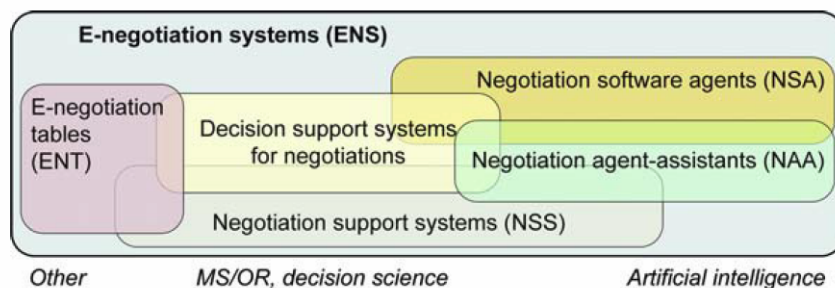 E-negotiation systems (ENS)
Negotiation software agents (NSA)
E-negotiation
tables
(ENT)
Decision support systems
for negotiations
Negotiation agent-assistants (NAA)
Negotiation support systems (NSS)
Other
MS/OR, decision science
Artificial intelligence